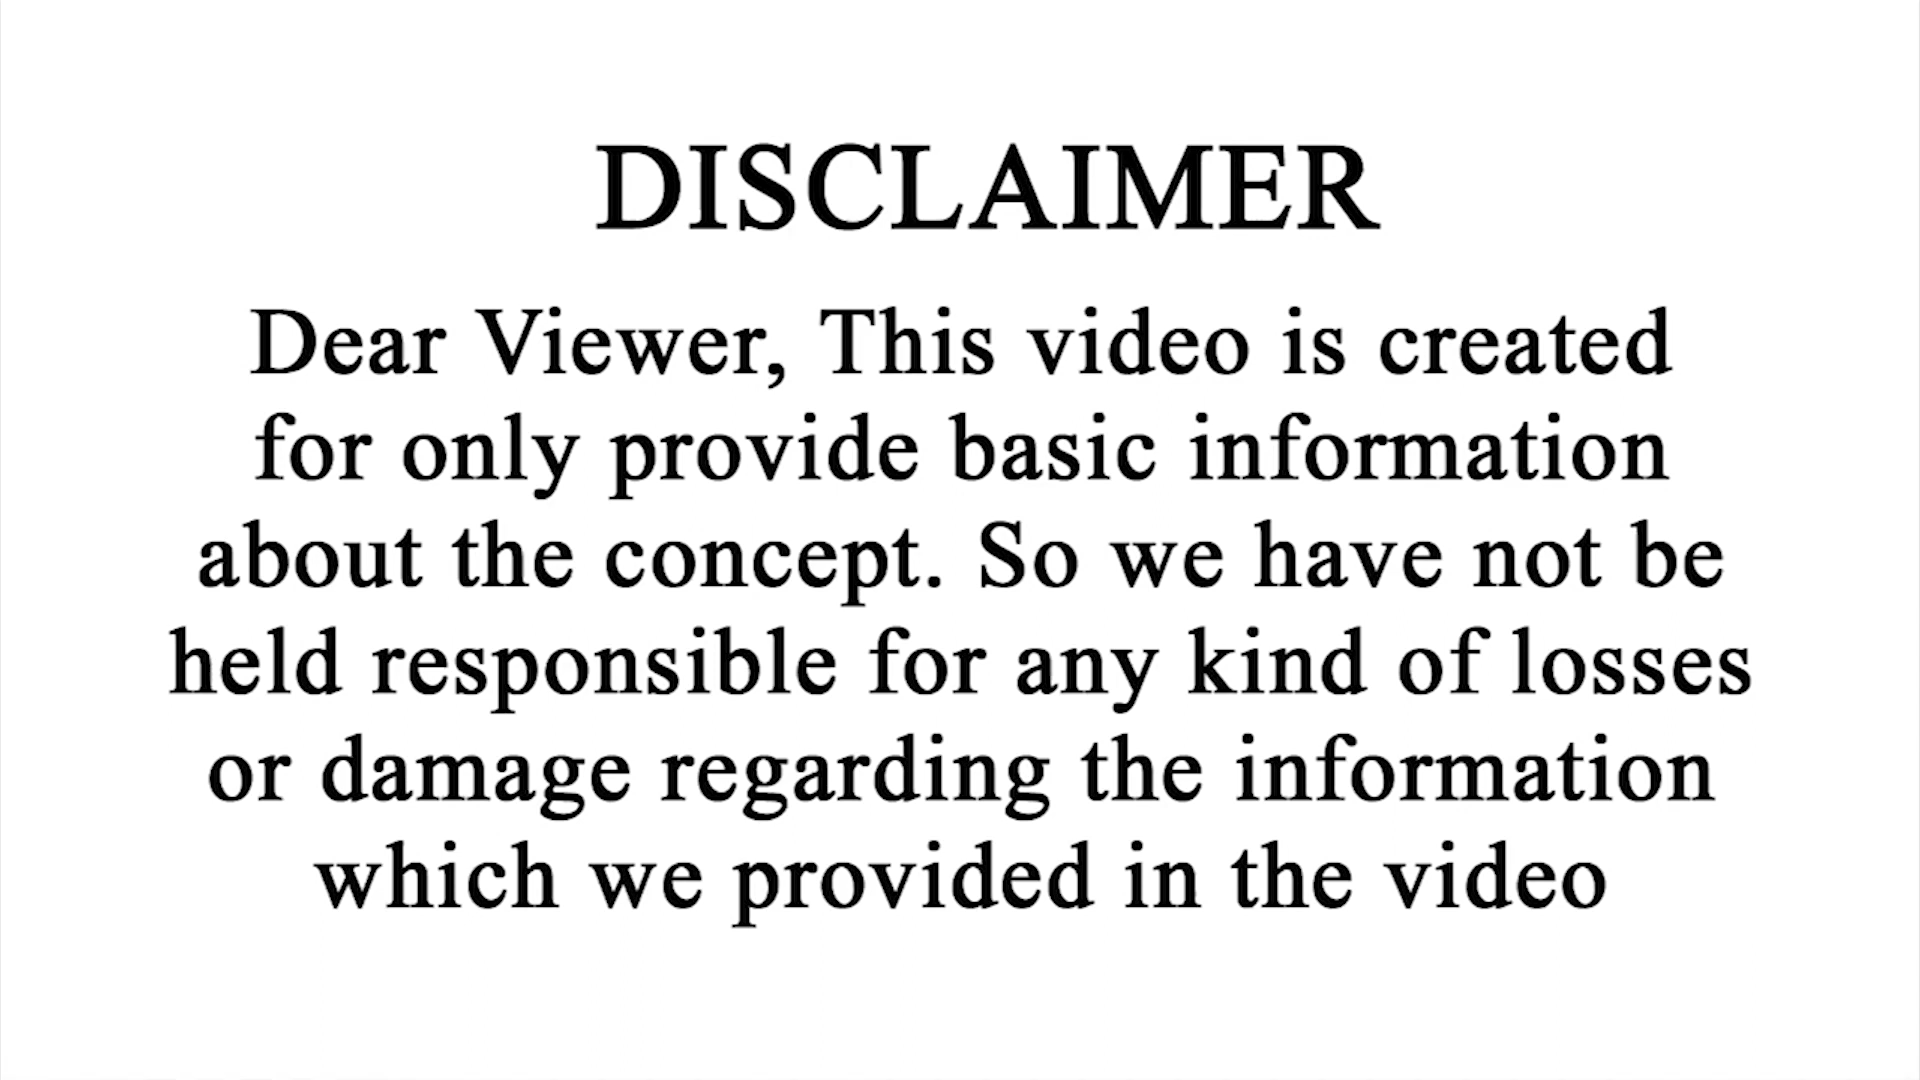 DISCLAIMER
Dear Viewer, This video is created
for only provide basic information
about the concept. So we have not be
held responsible for any kind of losses
or damage regarding the information
which we provided in the video